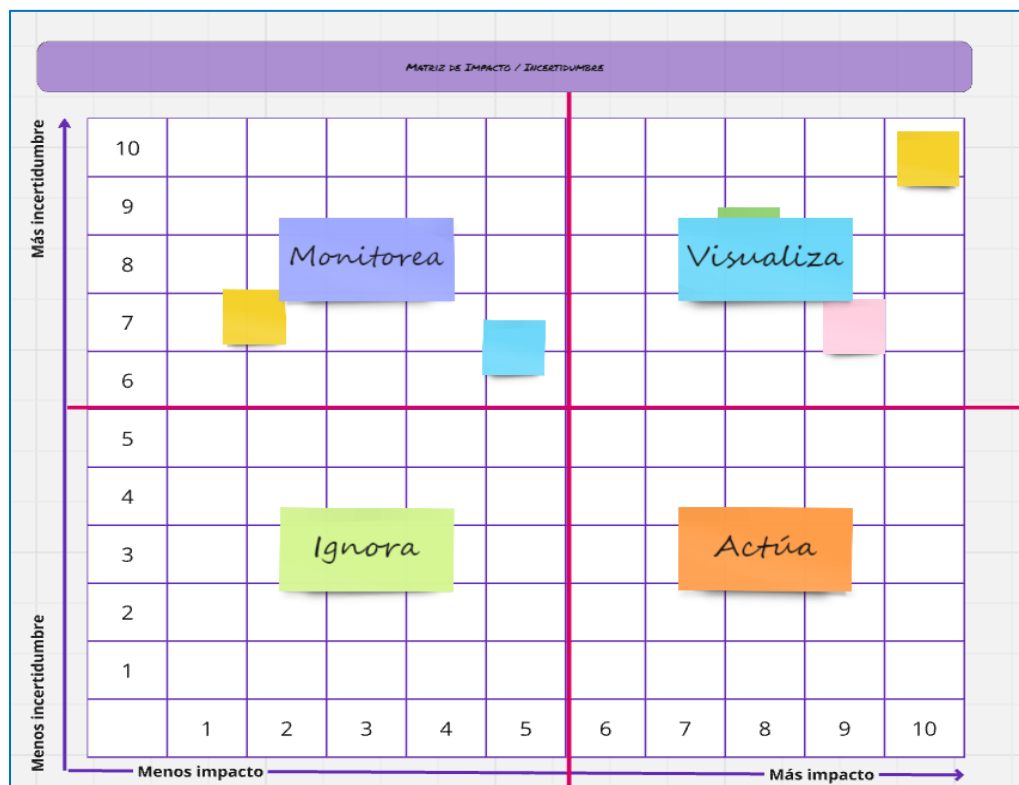 Matriz de Impacto / Incertidumbre
Más incertidumbre
10
9
Monitorea
Visualiza
8
7
6
5
4
Ignora
Actúa
3
2
1
Menos incertidumbre
1 2 3 4 5 6 7 8 9 10
Menos impacto
Más impacto